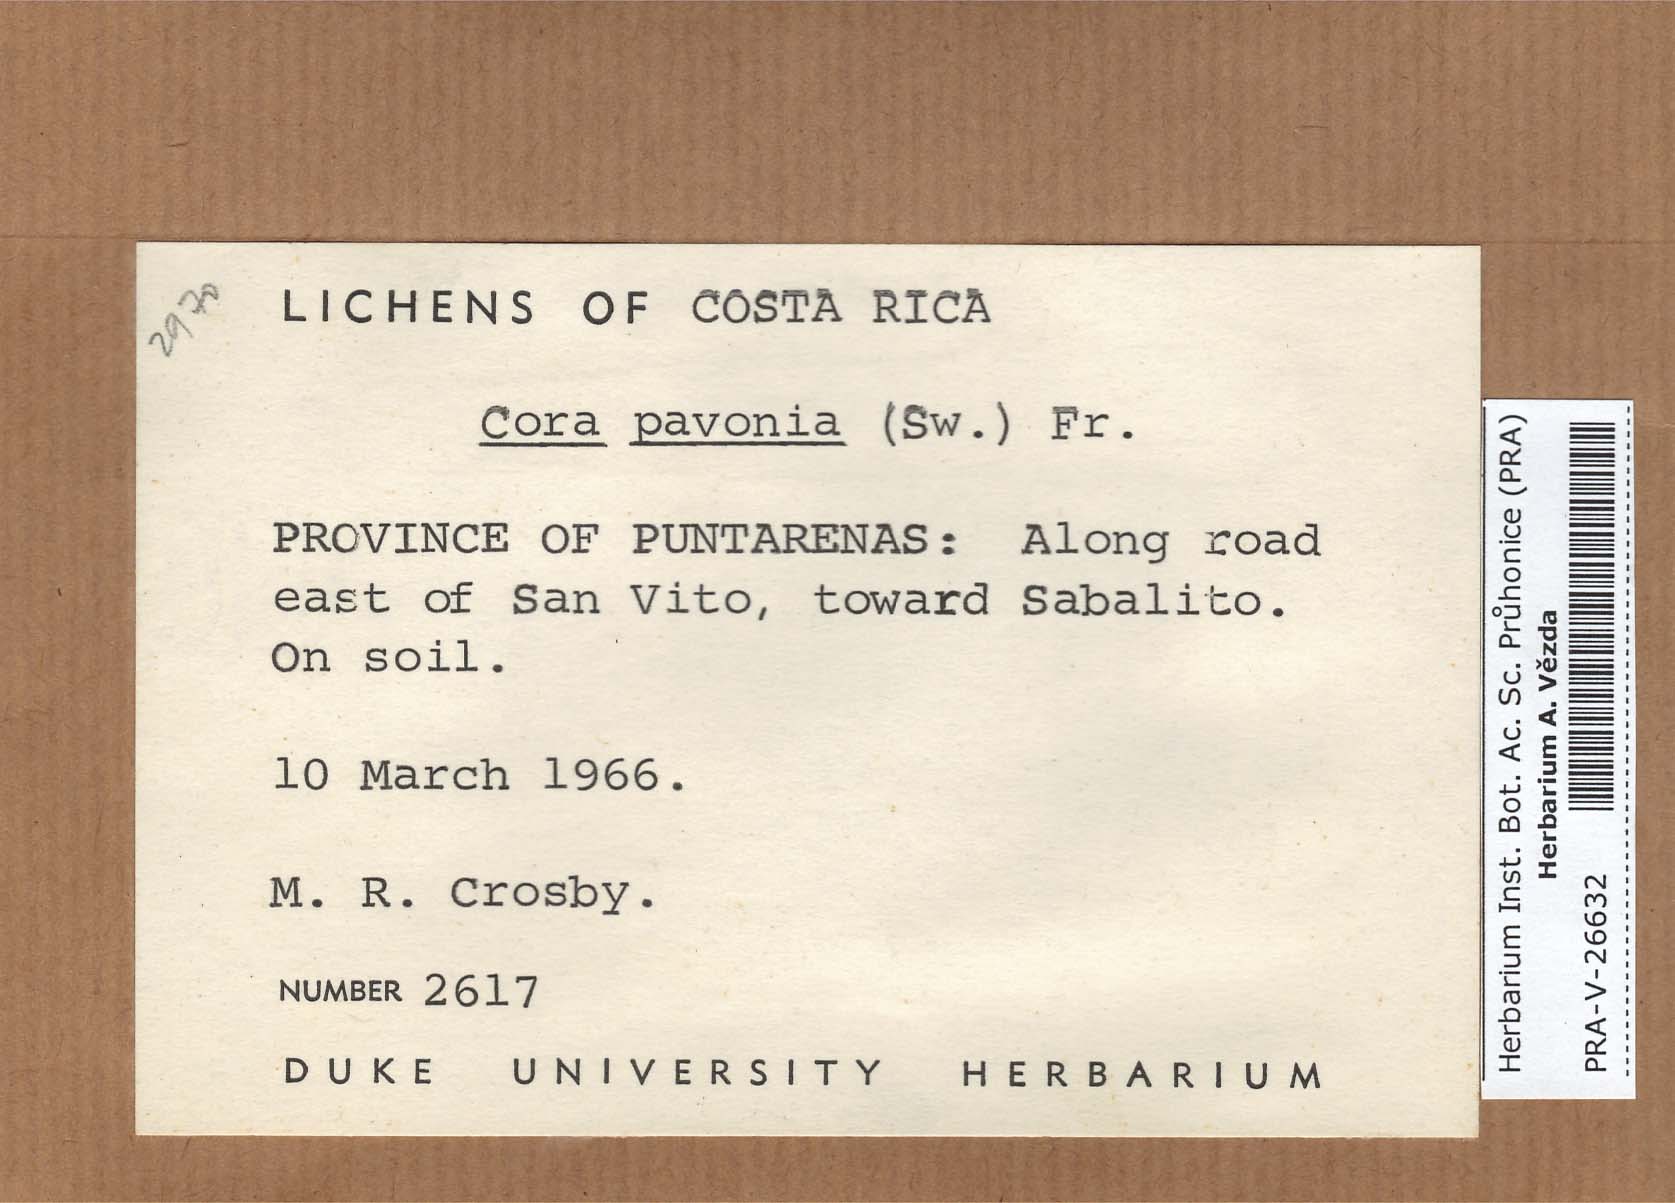 2970
LICHENS OF COSTA RICA
Cora pavonia (Sw.) Fr.
PROVINCE OF PUNTARENAS: Along road
east of San Vito, toward Sabalito.
On soil.
10 March 1966.
M. R. Crosby.
NUMBER 2617
DUKE UNIVERSITY HERBARIUM
Herbarium Inst. Bot. Ac. Sc. Průhonice (PRA)
Herbarium A. Vězda
PRA-V-26632